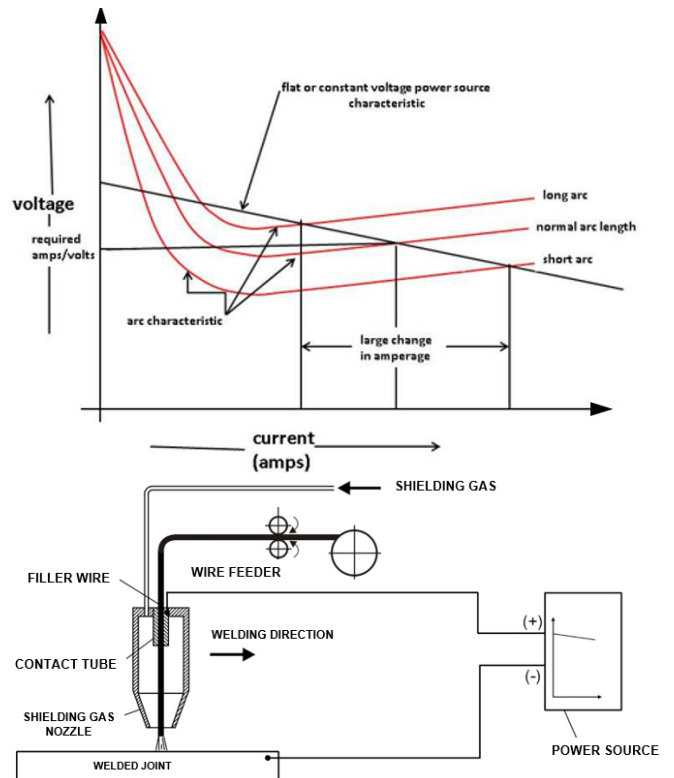 flat or constant voltage power source
characteristic
voltage
required
amps/volts
long arc
normal arc length
short arc
arc characteristic
large change
in amperage
current
(amps)
SHIELDING GAS
WIRE FEEDER
FILLER WIRE
(+)
WELDING DIRECTION
CONTACT TUBE
(-)
SHIELDING GAS
NOZZLE
POWER SOURCE
WELDED JOINT